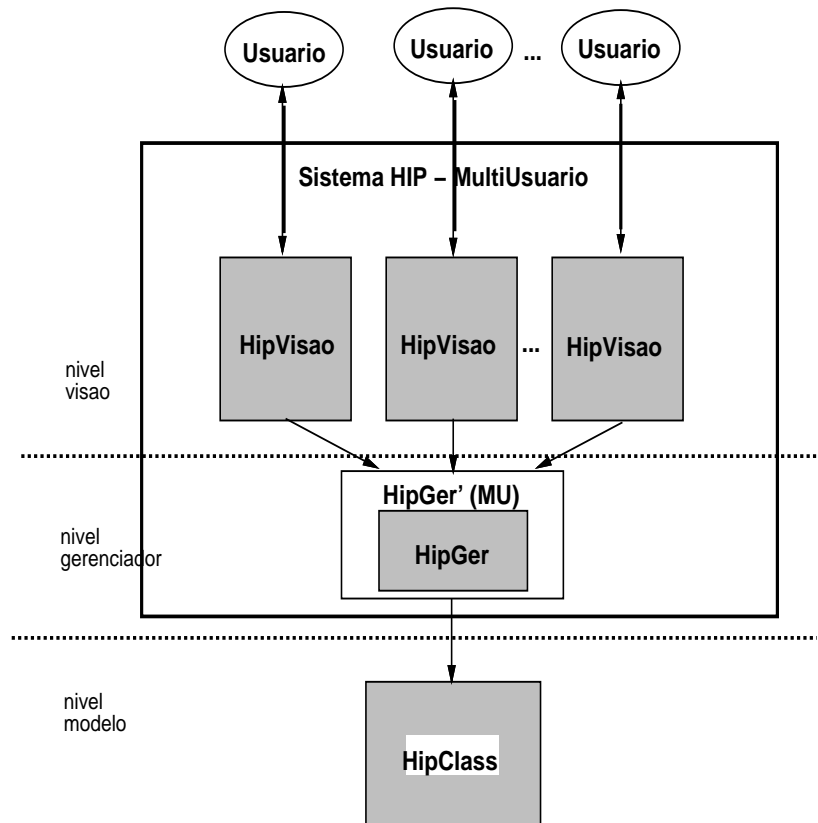 Usuario
Usuario
...
Usuario
Sistema HIP – MultiUsuario
HipVisao
HipVisao
...
HipVisao
nivel
visao
HipGer’ (MU)
HipGer
nivel
gerenciador
nivel
modelo
HipClass